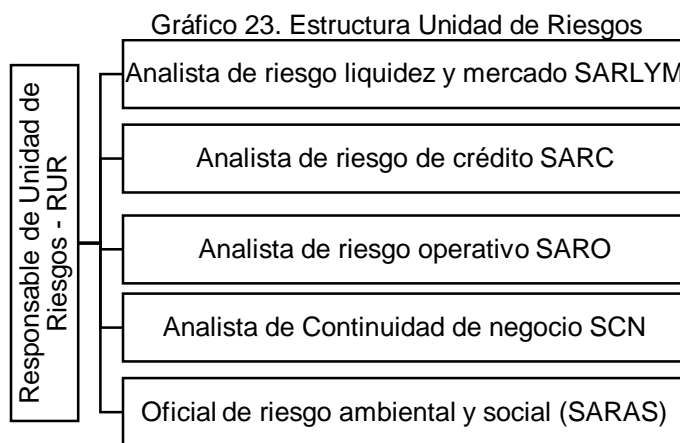 Gráfico 23. Estructura Unidad de Riesgos
Responsable de Unidad de
Riesgos - RUR
Analista de riesgo liquidez y mercado SARLYM
Analista de riesgo de crédito SARC
Analista de riesgo operativo SARO
Analista de Continuidad de negocio SCN
Oficial de riesgo ambiental y social (SARAS)